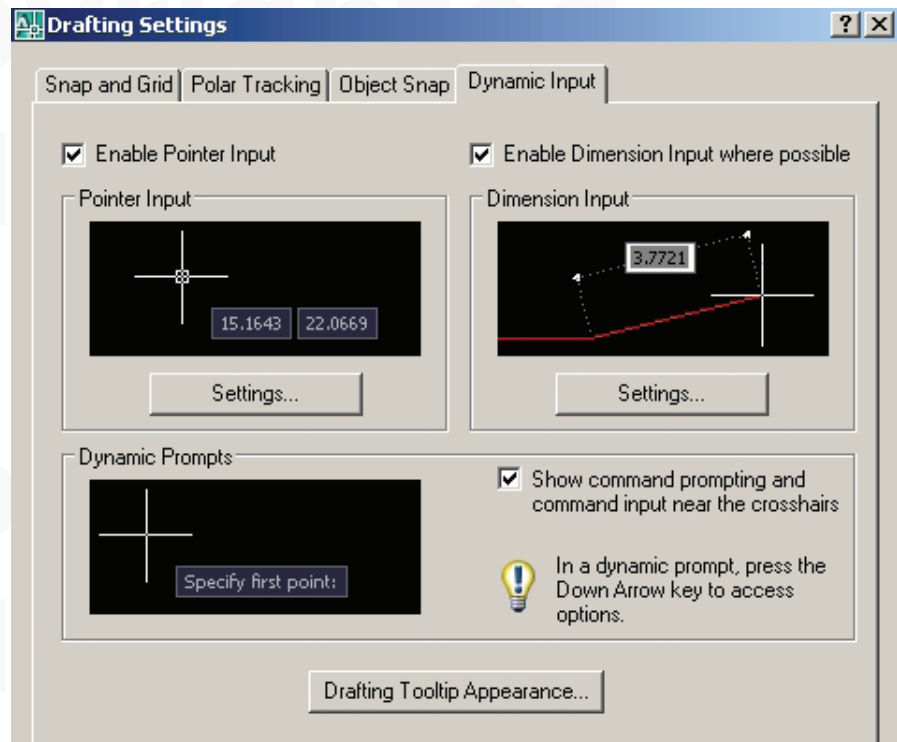 Drafting Settings
Snap and Grid
Polar Tracking
Object Snap
Dynamic Input
Enable Pointer Input
Enable Dimension Input where possible
Pointer Input
15.1643 22.0669
Settings...
Dimension Input
3.7721
Settings...
Dynamic Prompts
Specify first point:
Show command prompting and
command input near the crosshairs
In a dynamic prompt, press the
Down Arrow key to access
options.
Drafting Tooltip Appearance...